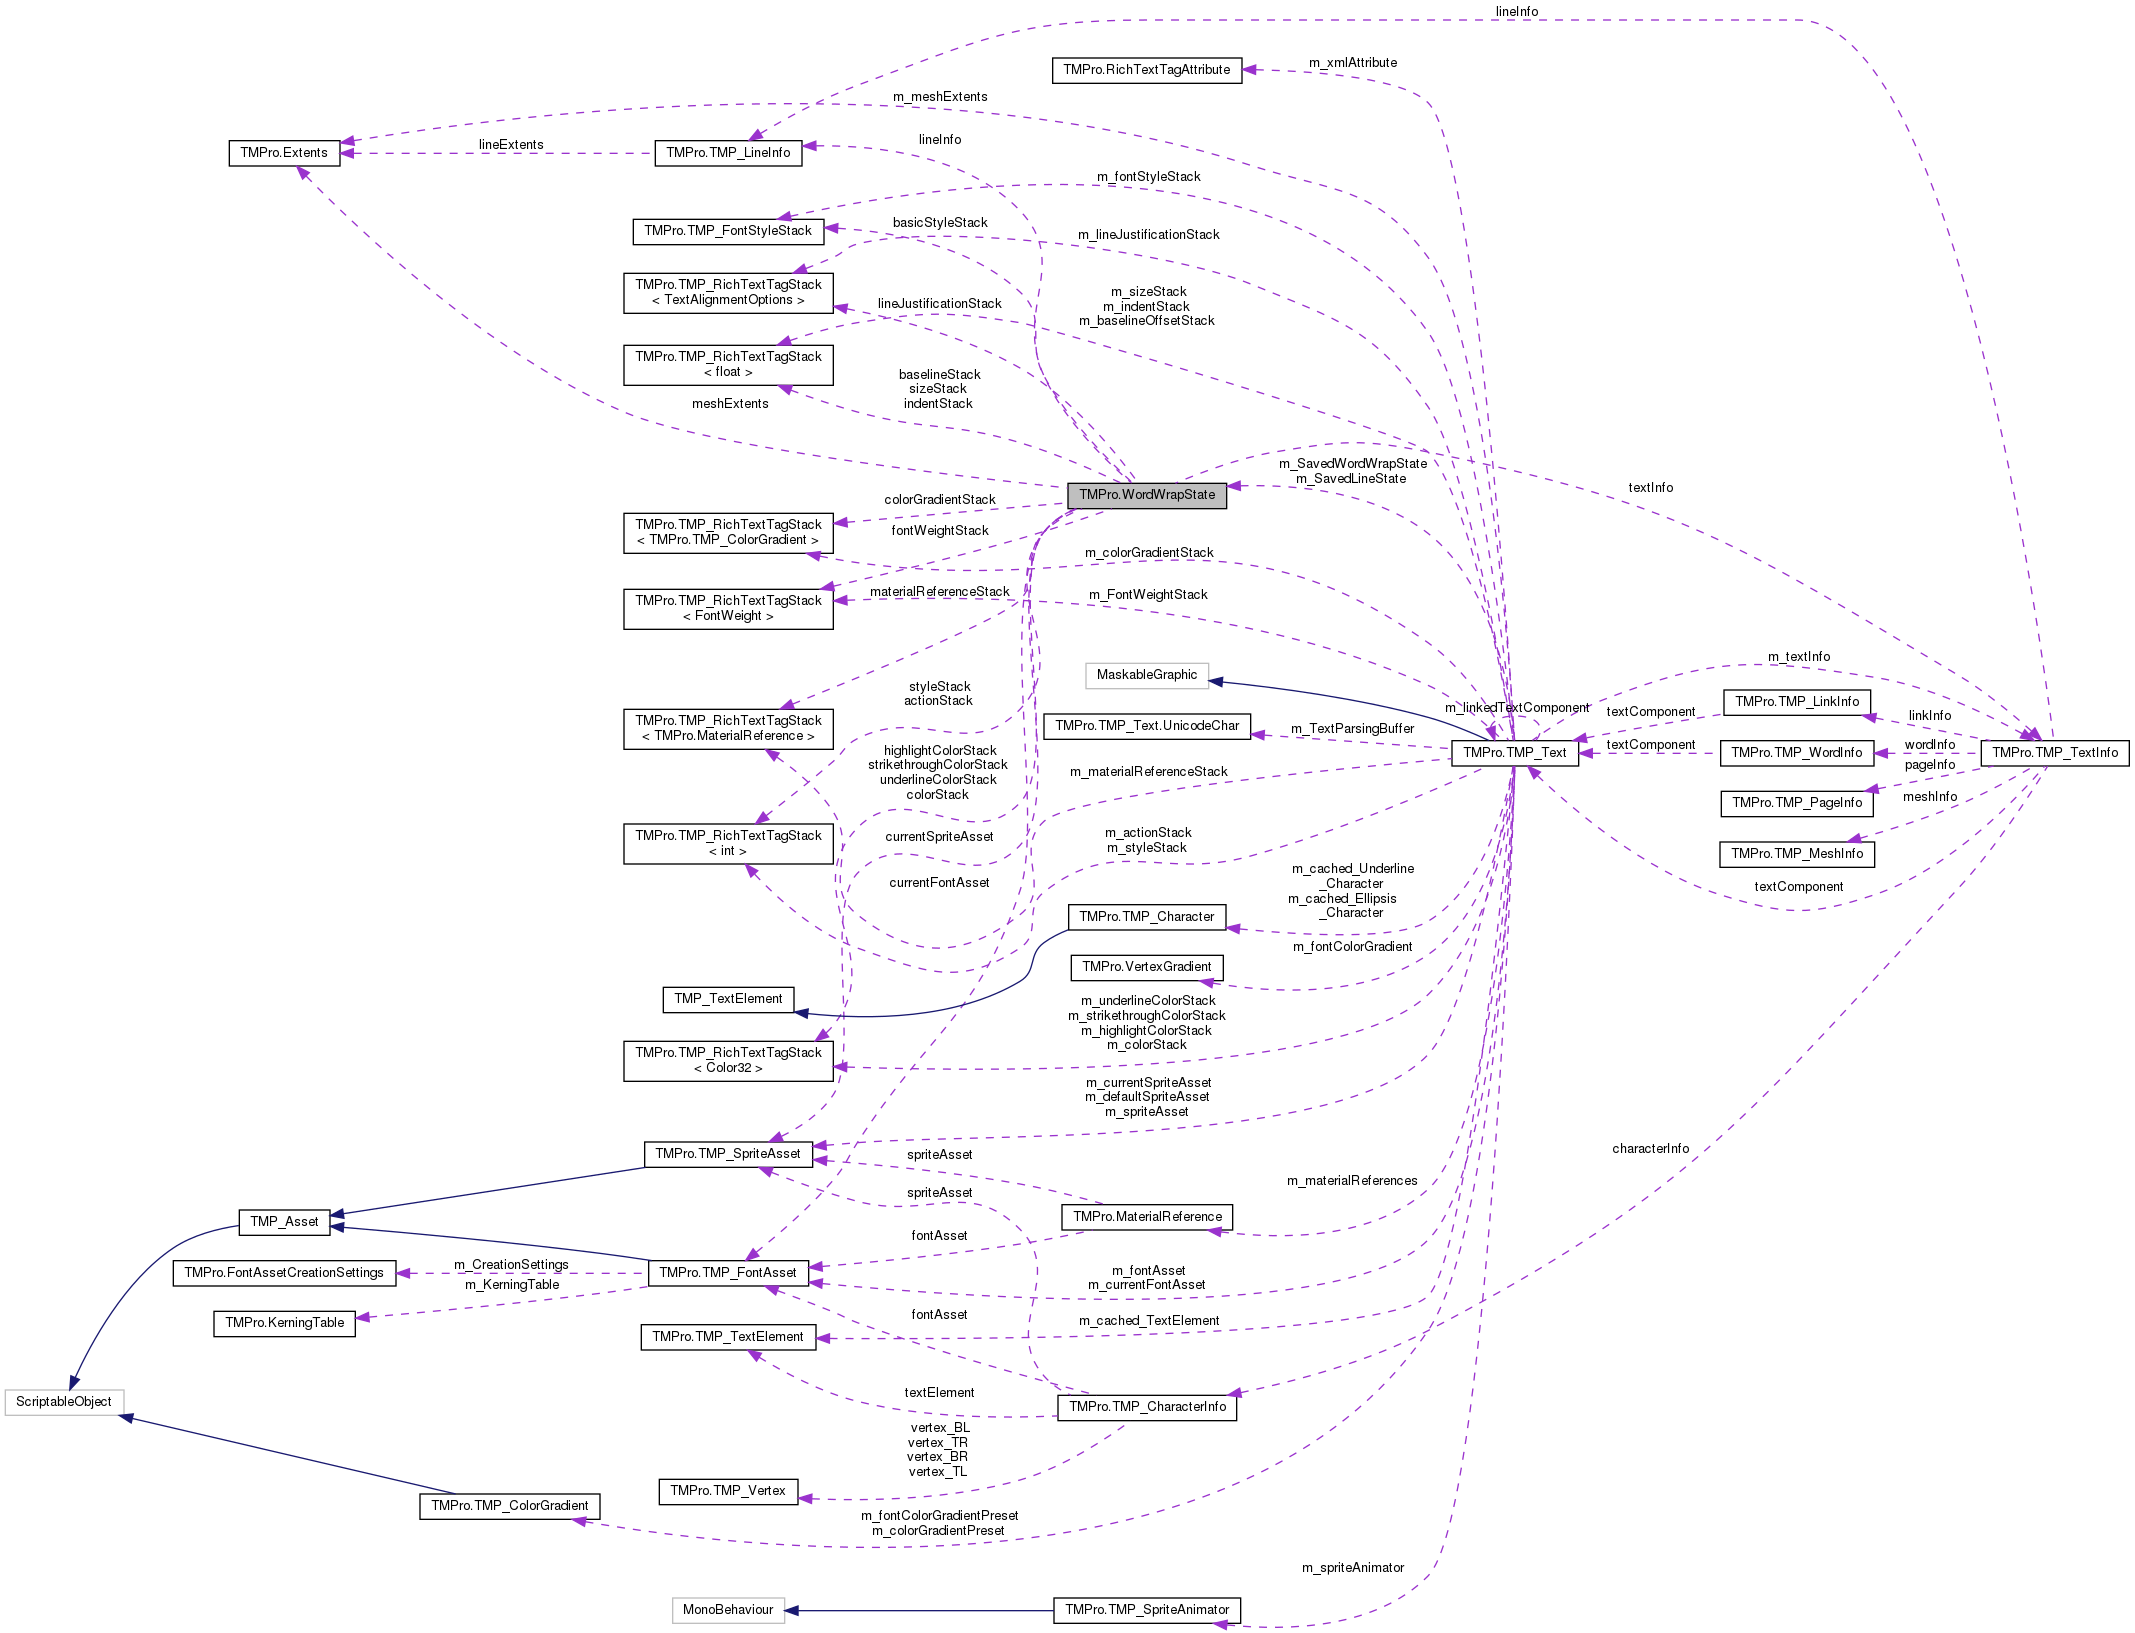 lineInfo
m_xmlAttribute
TMPro.RichTextTagAttribute
m_meshExtents
lineExtents
lineInfo
TMPro.Extents
TMPro.TMP_LineInfo
m_fontStyleStack
basicStyleStack
TMPro.TMP_FontStyleStack
m_lineJustificationStack
TMPro.TMP_RichTextTagStack
< TextAlignmentOptions >
lineJustificationStack
m_sizeStack
m_indentStack
m_baselineOffsetStack
TMPro.TMP_RichTextTagStack
< float >
baselineStack
sizeStack
indentStack
meshExtents
m_SavedWordWrapState
m_SavedLineState
textInfo
TMPro.WordWrapState
colorGradientStack
TMPro.TMP_RichTextTagStack
< TMPro.TMP_ColorGradient >
fontWeightStack
m_colorGradientStack
materialReferenceStack
m_FontWeightStack
TMPro.TMP_RichTextTagStack
< FontWeight >
m_textInfo
MaskableGraphic
styleStack
actionStack
m_linkedTextComponent
textComponent
TMPro.TMP_LinkInfo
linkInfo
TMPro.TMP_RichTextTagStack
< TMPro.MaterialReference >
TMPro.TMP_Text.UnicodeChar
m_TextParsingBuffer
TMPro.TMP_Text
textComponent
TMPro.TMP_WordInfo
wordInfo
TMPro.TMP_TextInfo
highlightColorStack
strikethroughColorStack
underlineColorStack
colorStack
m_materialReferenceStack
pageInfo
TMPro.TMP_PageInfo
meshInfo
TMPro.TMP_RichTextTagStack
< int >
currentSpriteAsset
m_actionStack
m_styleStack
TMPro.TMP_MeshInfo
currentFontAsset
m_cached_Underline
_Character
m_cached_Ellipsis
_Character
textComponent
TMPro.TMP_Character
m_fontColorGradient
TMPro.VertexGradient
TMP_TextElement
m_underlineColorStack
m_strikethroughColorStack
m_highlightColorStack
m_colorStack
TMPro.TMP_RichTextTagStack
< Color32 >
m_currentSpriteAsset
m_defaultSpriteAsset
m_spriteAsset
characterInfo
TMPro.TMP_SpriteAsset
spriteAsset
m_materialReferences
spriteAsset
TMPro.MaterialReference
TMP_Asset
fontAsset
m_CreationSettings
TMPro.FontAssetCreationSettings
TMPro.TMP_FontAsset
m_fontAsset
m_currentFontAsset
m_KerningTable
TMPro.KerningTable
fontAsset
m_cached_TextElement
TMPro.TMP_TextElement
textElement
ScriptableObject
TMPro.TMP_CharacterInfo
vertex_BL
vertex_TR
vertex_BR
vertex_TL
TMPro.TMP_Vertex
TMPro.TMP_ColorGradient
m_fontColorGradientPreset
m_colorGradientPreset
m_spriteAnimator
MonoBehaviour
TMPro.TMP_SpriteAnimator